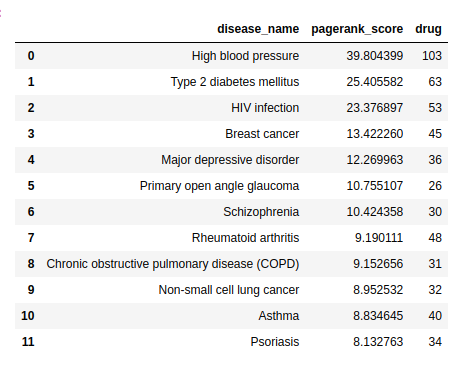 disease_name pagerank_score drug
0 High blood pressure 39.804399 103
1 Type 2 diabetes mellitus 25.405582 63
2 HIV infection 23.376897 53
3 Breast cancer 13.422260 45
4 Major depressive disorder 12.269963 36
5 Primary open angle glaucoma 10.755107 26
6 Schizophrenia 10.424358 30
7 Rheumatoid arthritis 9.190111 48
8 Chronic obstructive pulmonary disease (COPD) 9.152656 31
9 Non-small cell lung cancer 8.952532 32
10 Asthma 8.834645 40
11 Psoriasis 8.132763 34